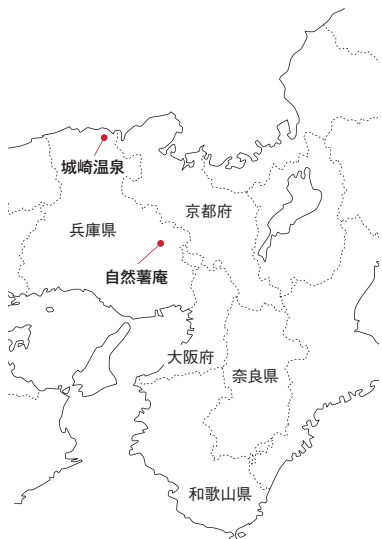 城崎温泉
京都府
兵庫県
自然薯庵
大阪府
奈良県
和歌山県